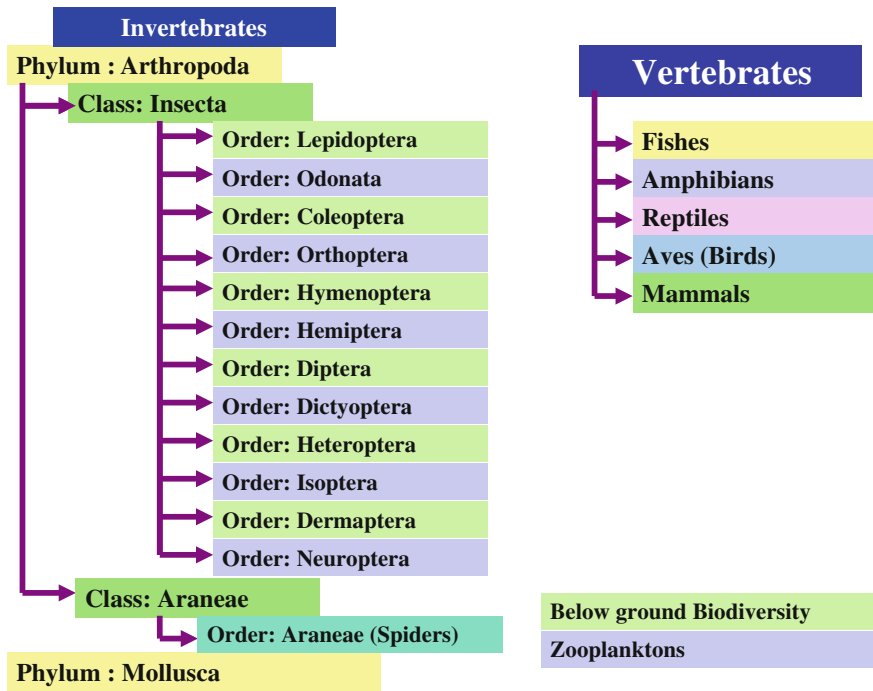 Invertebrates
Phylum : Arthropoda
Class: Insecta
Order: Lepidoptera
Order: Odonata
Order: Coleoptera
Order: Orthoptera
Order: Hymenoptera
Order: Hemiptera
Order: Diptera
Order: Dictyoptera
Order: Heteroptera
Order: Isoptera
Order: Dermaptera
Order: Neuroptera
Class: Araneae
Order: Araneae (Spiders)
Phylum : Mollusca
Vertebrates
Fishes
Amphibians
Reptiles
Aves (Birds)
Mammals
Below ground Biodiversity
Zooplanktons